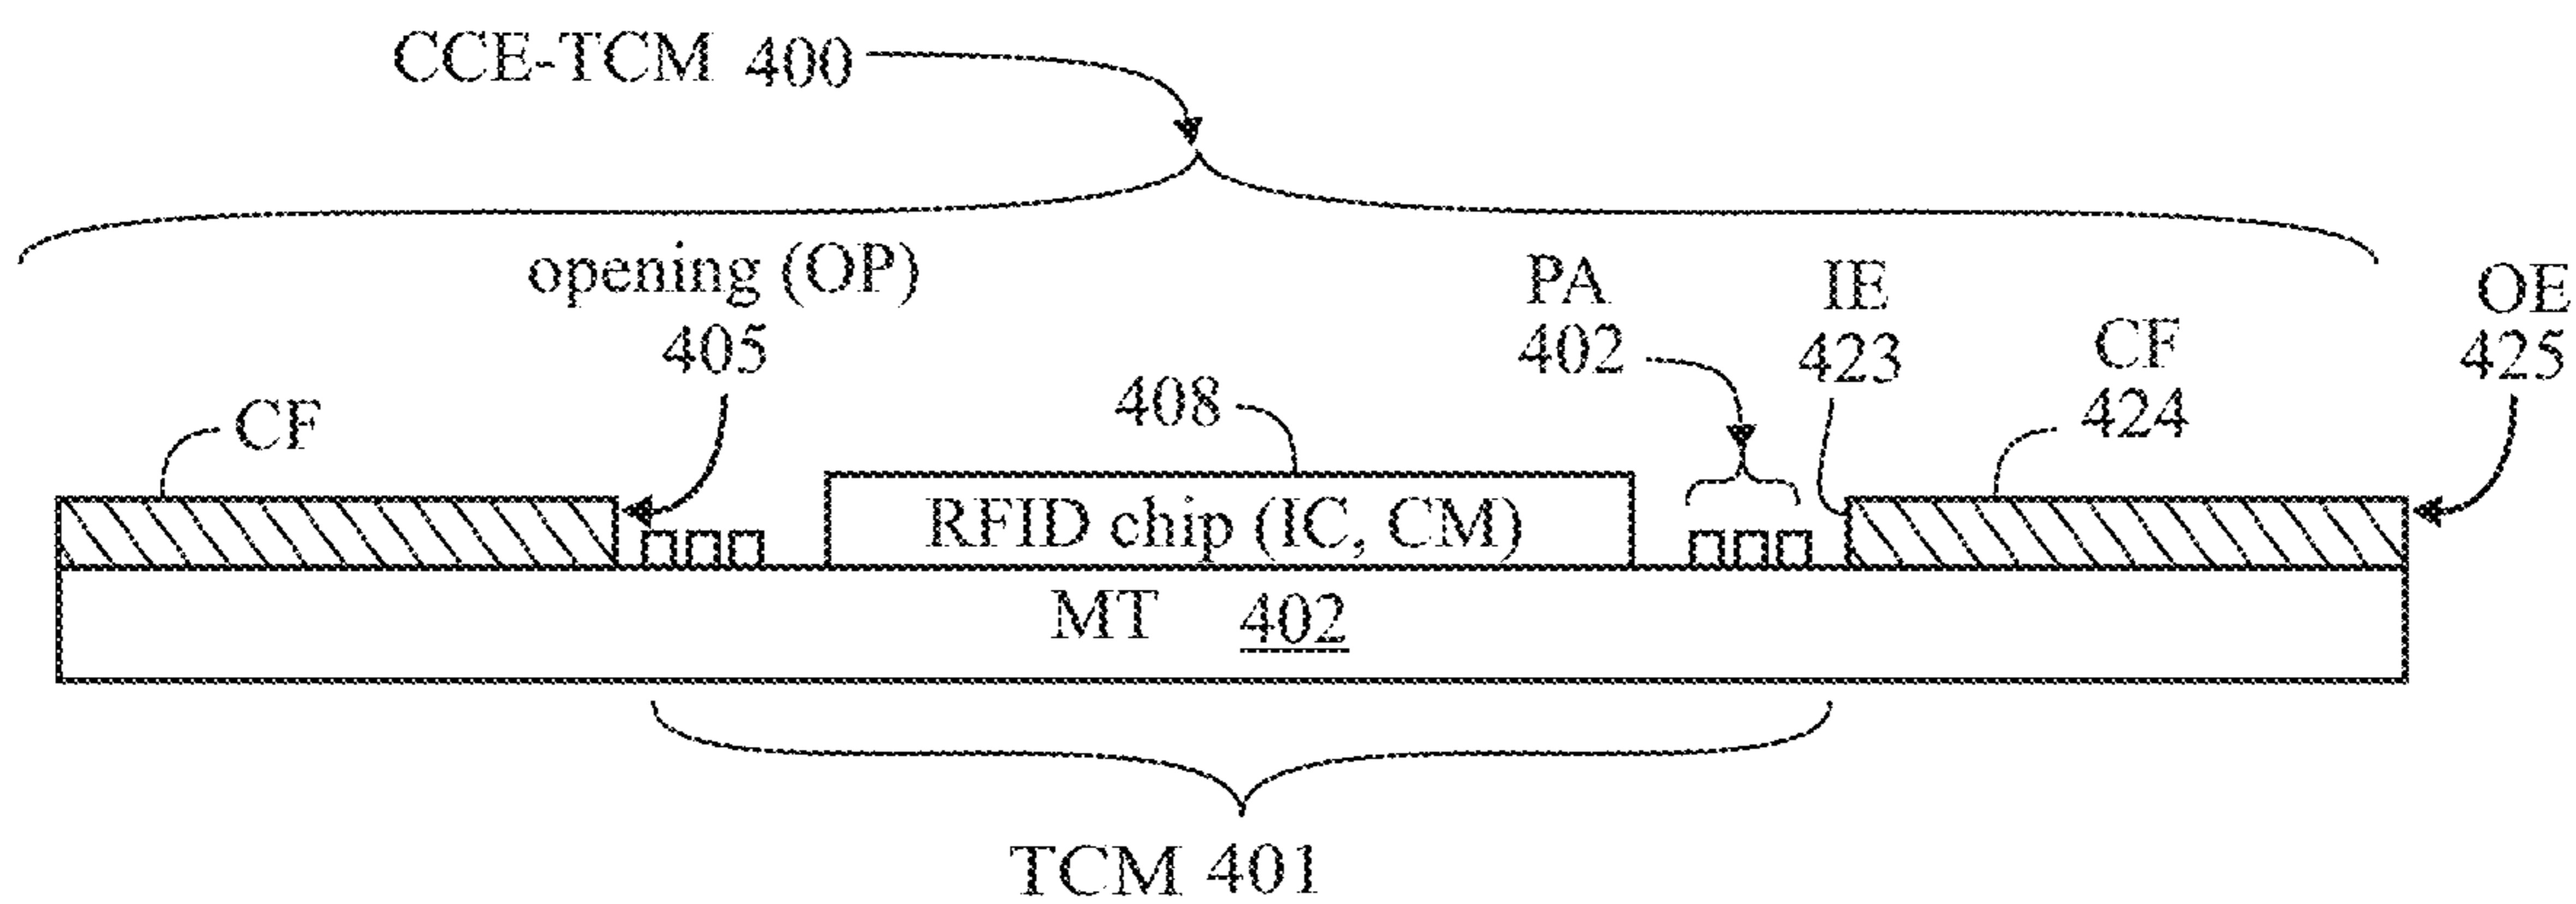 CCE-TCM 400
opening (OP)
405
PA
402
IE
423
OE
425
CF
424
CF
408
RFID chip (IC, CM)
MT 402
TCM 401